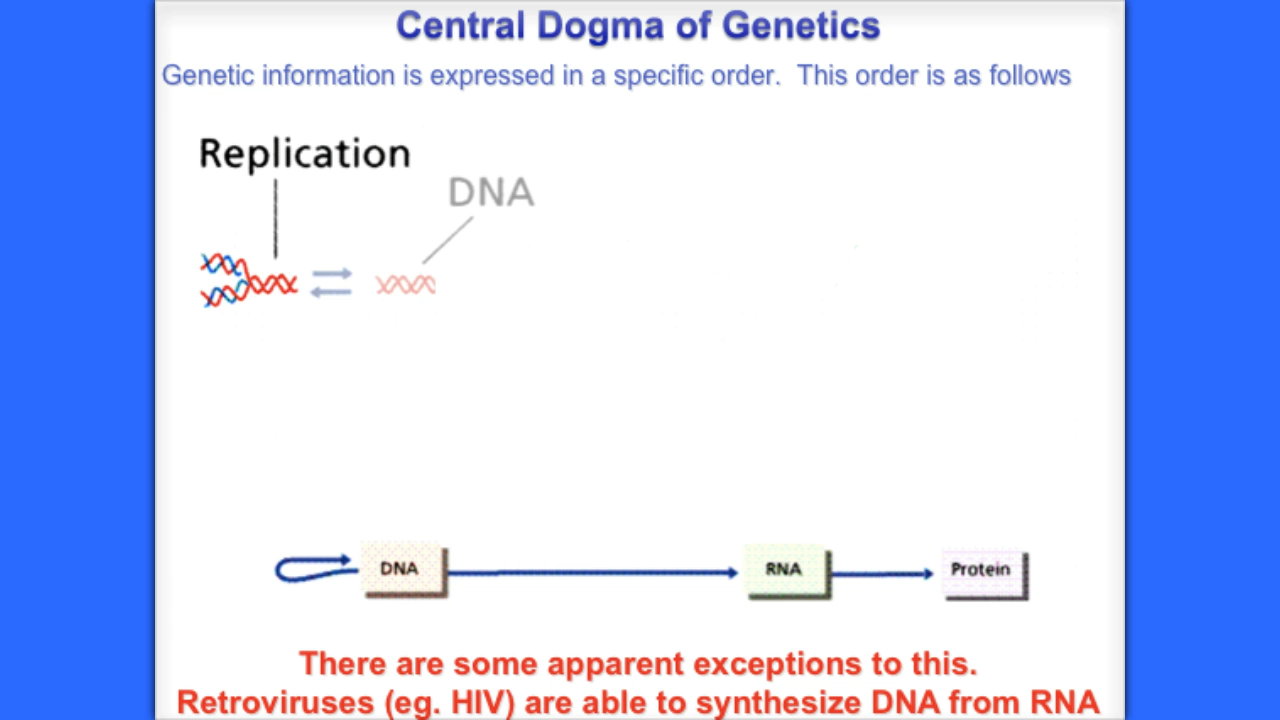 Central Dogma of Genetics
Genetic information is expressed in a specific order.  This order is as follows
Replication
DNA
DNA
RNA
Protein
There are some apparent exceptions to this.
Retroviruses (eg. HIV) are able to synthesize DNA from RNA